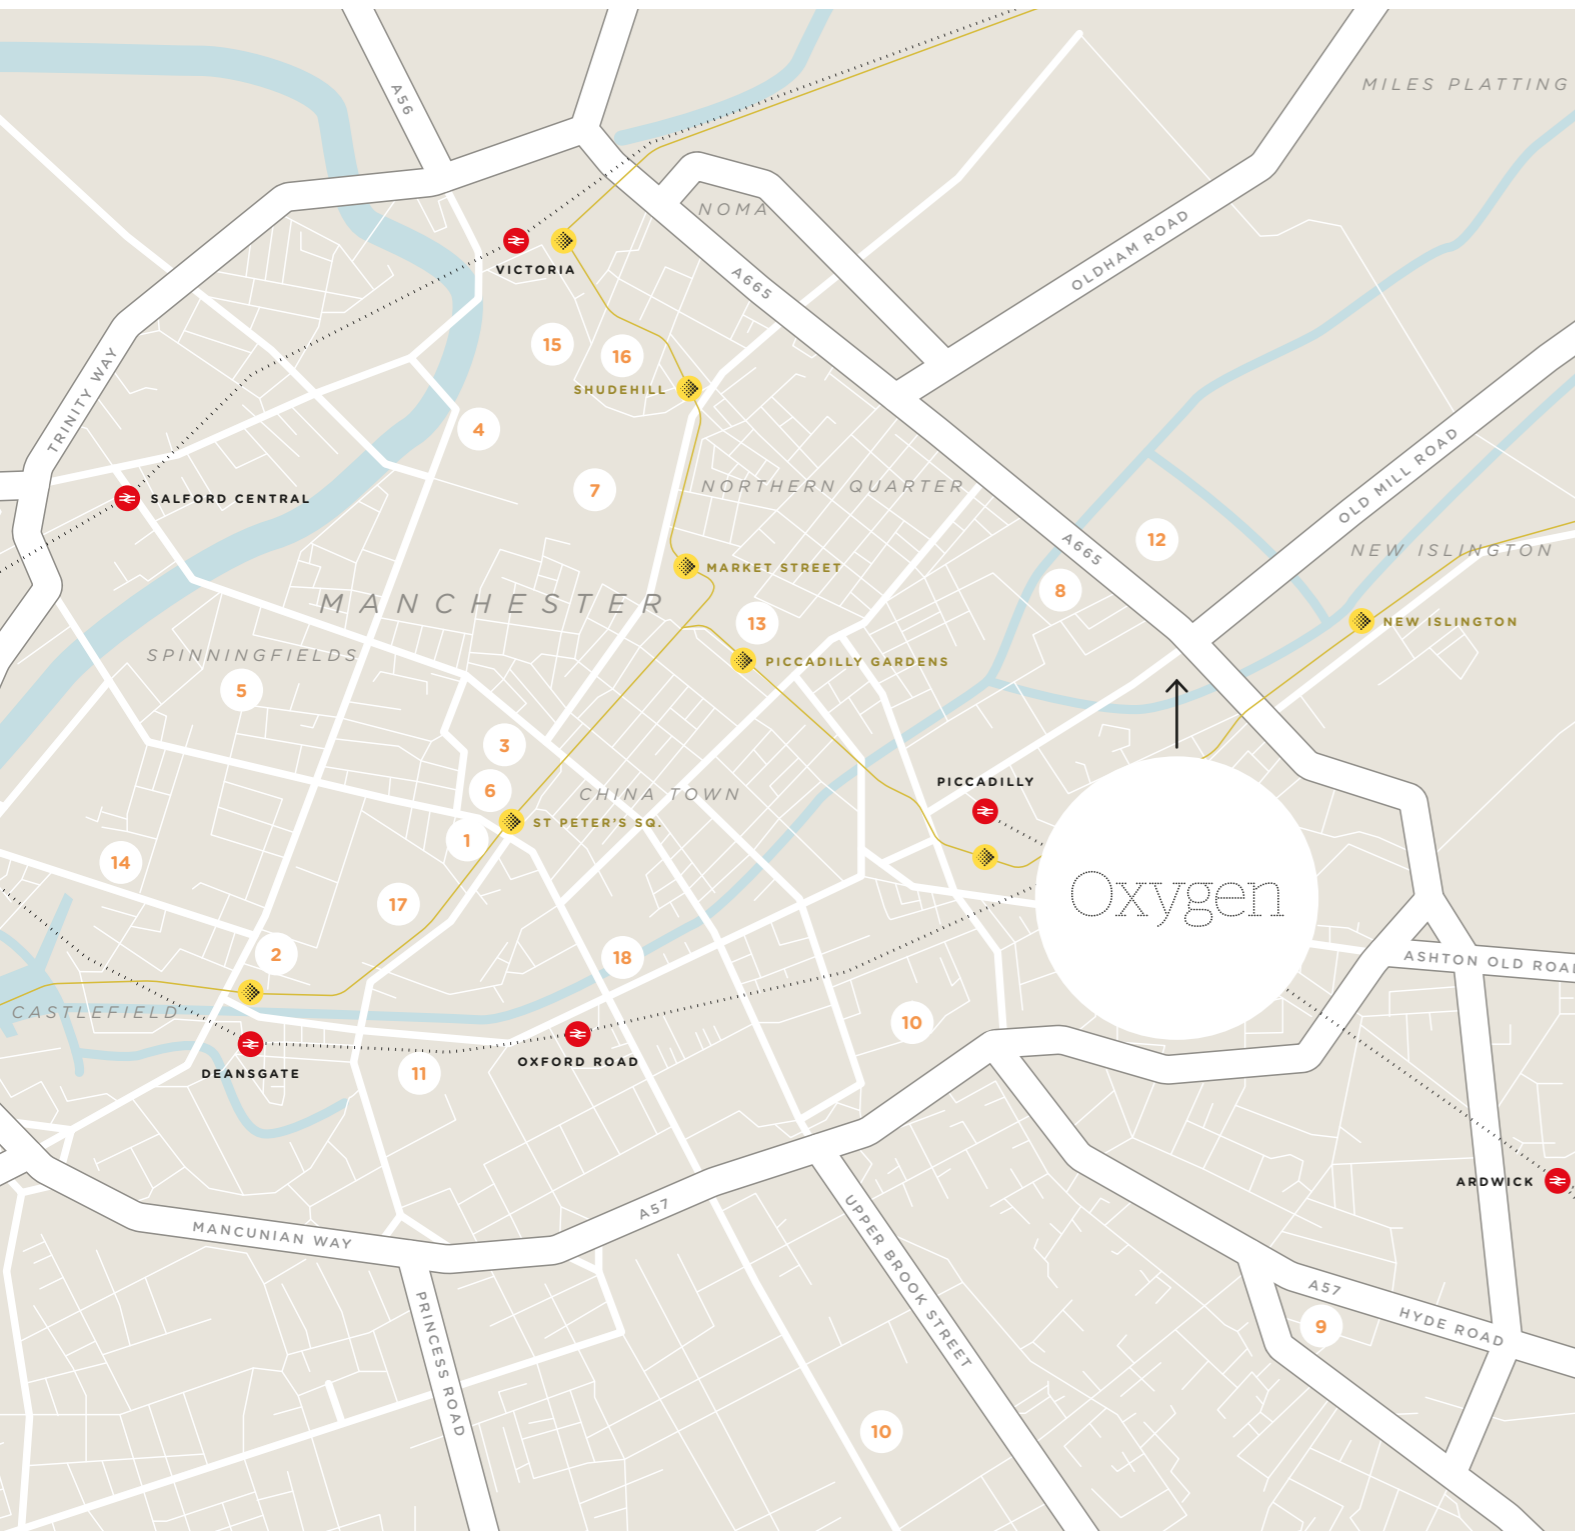 MILES PLATTING
A56
NOMA
OLDHAM ROAD
VICTORIA
A665
TRINITY WAY
15
16
SHUDEHILL
4
OLD MILL ROAD
7
NORTHERN QUARTER
SALFORD CENTRAL
A665
12
NEW ISLINGTON
MARKET STREET
8
MANCHESTER
13
NEW ISLINGTON
SPINNINGFIELDS
PICCADILLY GARDENS
5
3
PICCADILLY
6
CHINA TOWN
ST PETER'S SQ.
1
14
Oxygen
17
2
18
ASHTON OLD ROAD
CASTLEFIELD
10
OXFORD ROAD
DEANSGATE
11
ARDWICK
A57
MANCUNIAN WAY
UPPER BROOK STREET
A57
HYDE ROAD
9
PRINCESS ROAD
10